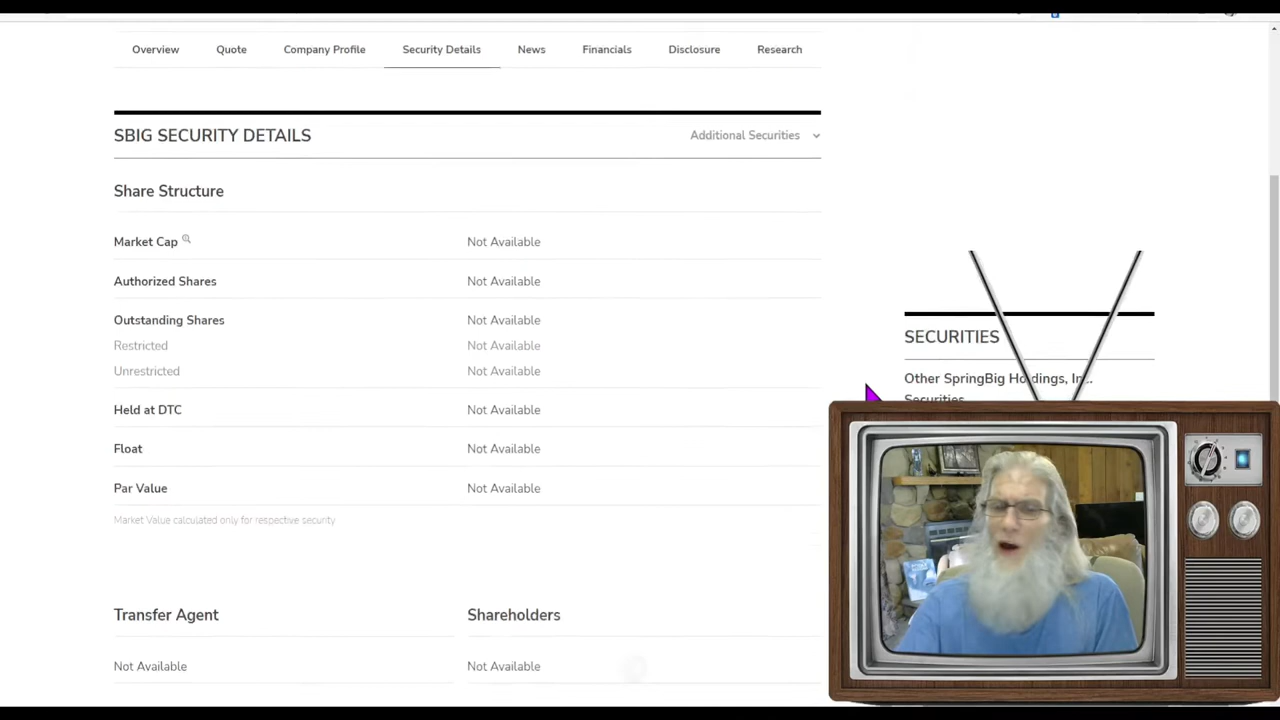 Overview Quote Company Profile Security Details News Financials Disclosure Research
SBIG SECURITY DETAILS
Additional Securities
Share Structure
Market Cap Not Available
Authorized Shares Not Available
Outstanding Shares Not Available
Restricted Not Available
Unrestricted Not Available
Held at DTC Not Available
Float Not Available
Par Value Not Available
Market Value calculated only for respective security
Transfer Agent
Not Available
Shareholders
Not Available
SECURITIES
Other SpringBig Holdings, In...
Securities